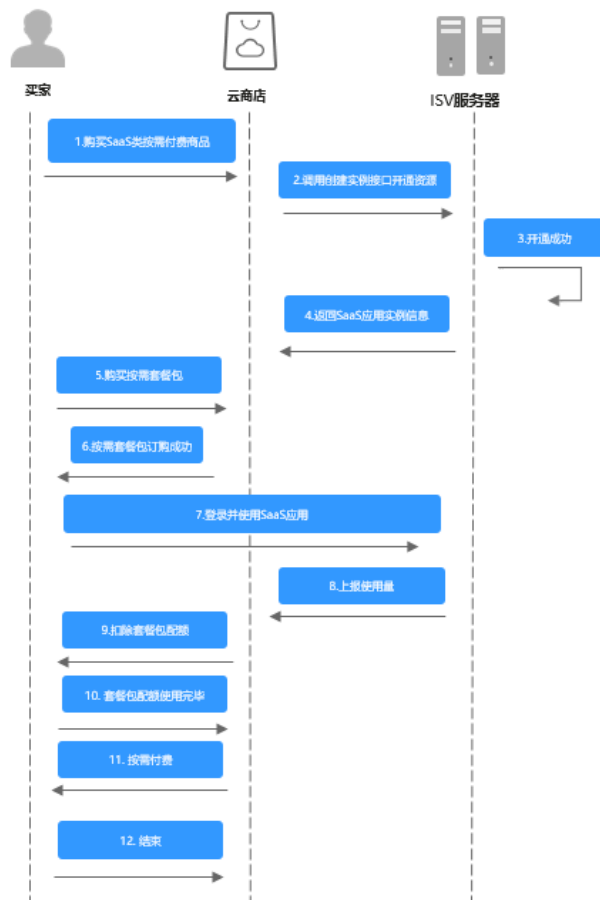 买家
云商店
ISV服务器
1.购买SaaS类按需付费商品
2.调用创建实例接口开通资源
3.开通成功
4.返回SaaS应用实例信息
5.购买按需套餐包
6.按需套餐包订购成功
7.登录并使用SaaS应用
8.上报使用量
9.扣除套餐包配额
10. 套餐包配额使用完毕
11. 按需付费
12. 结束